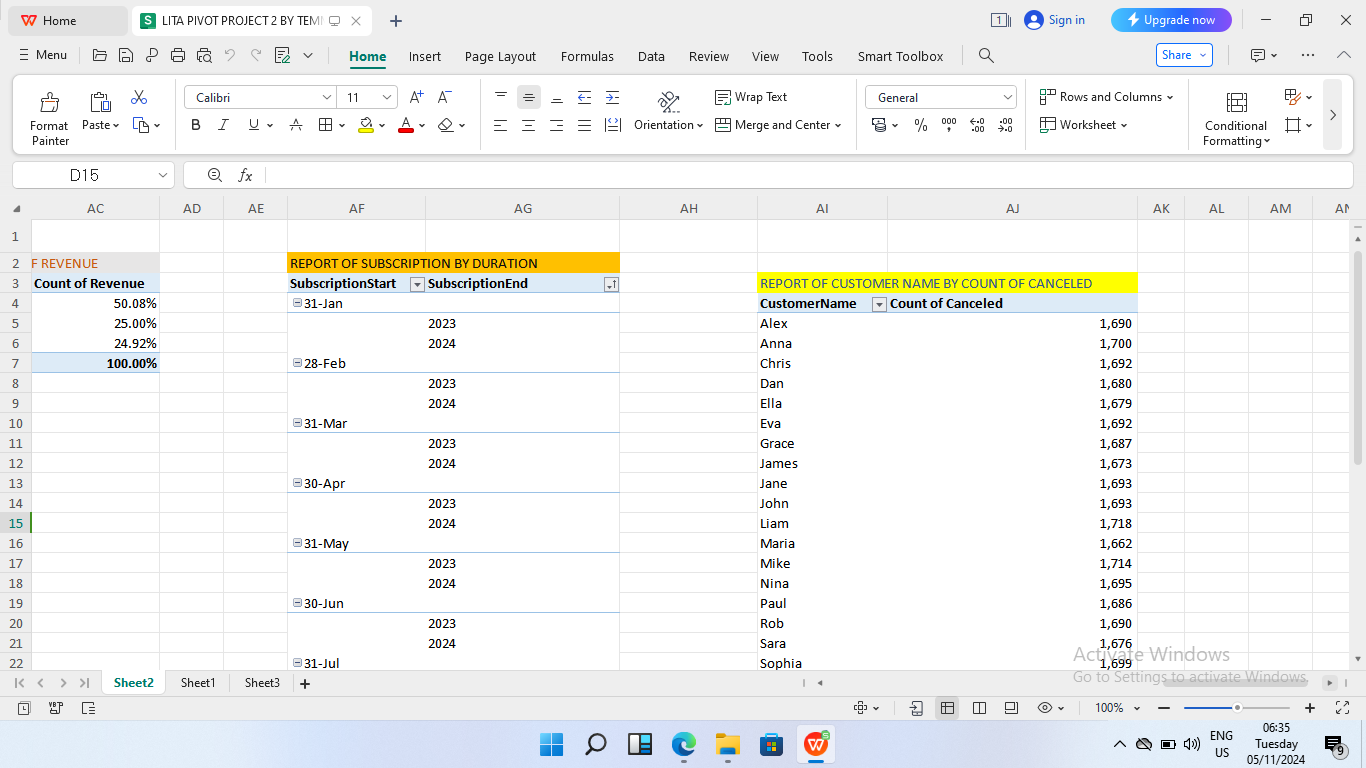 Home
LITA PIVOT PROJECT 2 BY TEM
Sign in
Upgrade now
Menu
Home Insert Page Layout Formulas Data Review View Tools Smart Toolbox
Share
Format Painter
Paste
Calibri 11
B I U A
Orientation
Wrap Text
Merge and Center
General
Rows and Columns
Worksheet
Conditional Formatting
D15
fx
AC AD AE AF AG AH AI AJ AK AL AM
1
2 F REVENUE REPORT OF SUBSCRIPTION BY DURATION
3 Count of Revenue SubscriptionStart SubscriptionEnd REPORT OF CUSTOMER NAME BY COUNT OF CANCELED
4 50.08% 31-Jan CustomerName Count of Canceled
5 25.00% 2023 Alex 1,690
6 24.92% 2024 Anna 1,700
7 100.00% 28-Feb Chris 1,692
8 2023 Dan 1,680
9 2024 Ella 1,679
10 31-Mar Eva 1,692
11 2023 Grace 1,687
12 2024 James 1,673
13 30-Apr Jane 1,693
14 2023 John 1,693
15 2024 Liam 1,718
16 31-May Maria 1,662
17 2023 Mike 1,714
18 2024 Nina 1,695
19 30-Jun Paul 1,686
20 2023 Rob 1,690
21 2024 Sara 1,676
22 31-Jul Sophia 1,699
Activate Windows
Go to Settings to activate Windows.
Sheet2 Sheet1 Sheet3
100%
ENG
US
06:35
Tuesday
05/11/2024
9